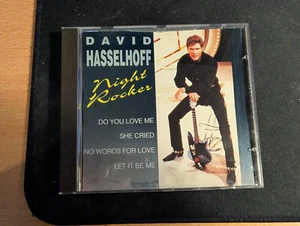 DAVID
HASSELHOFF
Night
Rocker
DO YOU LOVE ME
SHE CRIED
NO WORDS FOR LOVE
LET IT BE ME